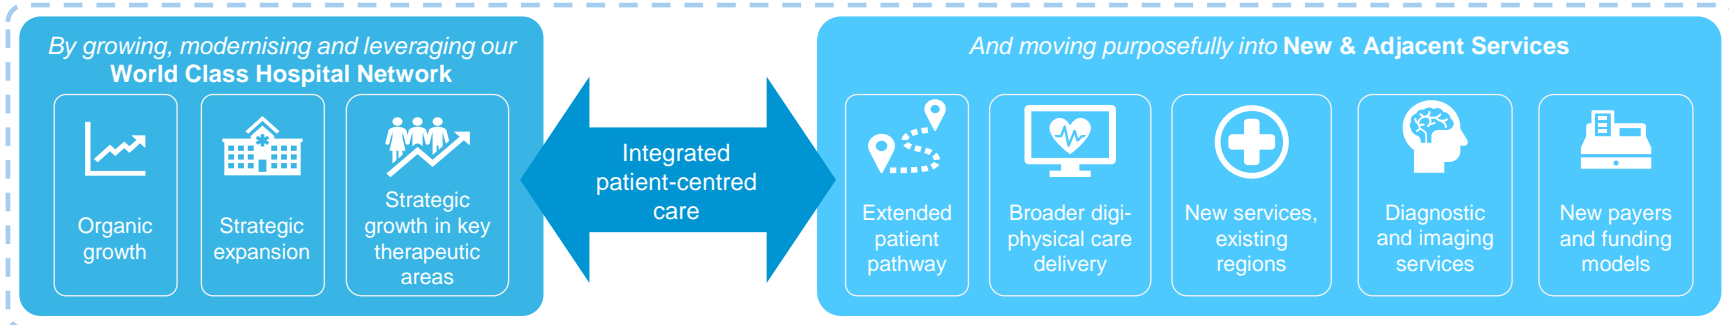 By growing, modernising and leveraging our
World Class Hospital Network
Organic
growth
Strategic
expansion
Strategic
growth in key
therapeutic
areas
Integrated
patient-centred
care
And moving purposefully into New & Adjacent Services
Extended
patient
pathway
Broader digi-
physical care
delivery
New services,
existing
regions
Diagnostic
and imaging
services
New payers
and funding
models